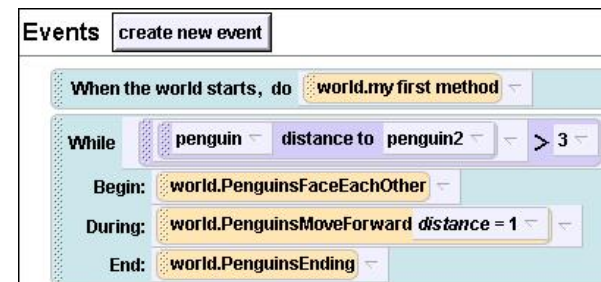 Events create new event
When the world starts, do world.my first method
While penguin distance to penguin2 > 3
Begin: world.PenguinsFaceEachOther
During: world.PenguinsMoveForward distance = 1
End: world.PenguinsEnding